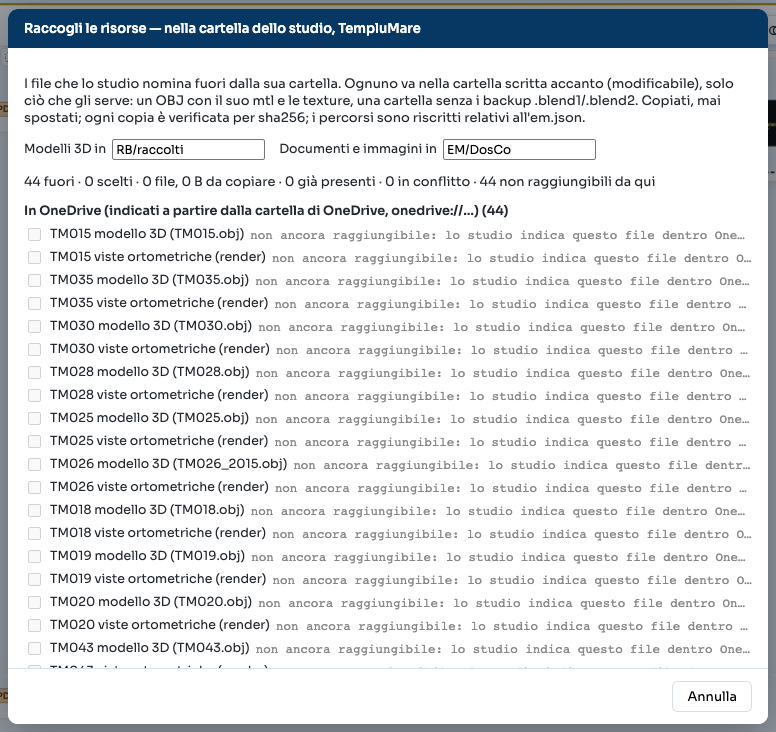 Raccogli le risorse — nella cartella dello studio, TempluMare
I file che lo studio nomina fuori dalla sua cartella. Ognuno va nella cartella scritta accanto (modificabile), solo
ciò che gli serve: un OBJ con il suo mtl e le texture, una cartella senza i backup .blend1/.blend2. Copiati, mai
spostati; ogni copia è verificata per sha256; i percorsi sono riscritti relativi all'em.json.
Modelli 3D in RB/raccolti Documenti e immagini in EM/DosCo
44 fuori · 0 scelti · 0 file, 0 B da copiare · 0 già presenti · 0 in conflitto · 44 non raggiungibili da qui
In OneDrive (indicati a partire dalla cartella di OneDrive, onedrive://...) (44)
TM015 modello 3D (TM015.obj) non ancora raggiungibile: lo studio indica questo file dentro One…
TM015 viste ortometriche (render) non ancora raggiungibile: lo studio indica questo file dentro O…
TM035 modello 3D (TM035.obj) non ancora raggiungibile: lo studio indica questo file dentro One…
TM035 viste ortometriche (render) non ancora raggiungibile: lo studio indica questo file dentro …
TM030 modello 3D (TM030.obj) non ancora raggiungibile: lo studio indica questo file dentro On…
TM030 viste ortometriche (render) non ancora raggiungibile: lo studio indica questo file dentro …
TM028 modello 3D (TM028.obj) non ancora raggiungibile: lo studio indica questo file dentro One…
TM028 viste ortometriche (render) non ancora raggiungibile: lo studio indica questo file dentro …
TM025 modello 3D (TM025.obj) non ancora raggiungibile: lo studio indica questo file dentro One…
TM025 viste ortometriche (render) non ancora raggiungibile: lo studio indica questo file dentro …
TM026 modello 3D (TM026_2015.obj) non ancora raggiungibile: lo studio indica questo file dentr…
TM026 viste ortometriche (render) non ancora raggiungibile: lo studio indica questo file dentro …
TM018 modello 3D (TM018.obj) non ancora raggiungibile: lo studio indica questo file dentro One…
TM018 viste ortometriche (render) non ancora raggiungibile: lo studio indica questo file dentro O…
TM019 modello 3D (TM019.obj) non ancora raggiungibile: lo studio indica questo file dentro One…
TM019 viste ortometriche (render) non ancora raggiungibile: lo studio indica questo file dentro O…
TM020 modello 3D (TM020.obj) non ancora raggiungibile: lo studio indica questo file dentro On…
TM020 viste ortometriche (render) non ancora raggiungibile: lo studio indica questo file dentro …
TM043 modello 3D (TM043.obj) non ancora raggiungibile: lo studio indica questo file dentro One…
Annulla